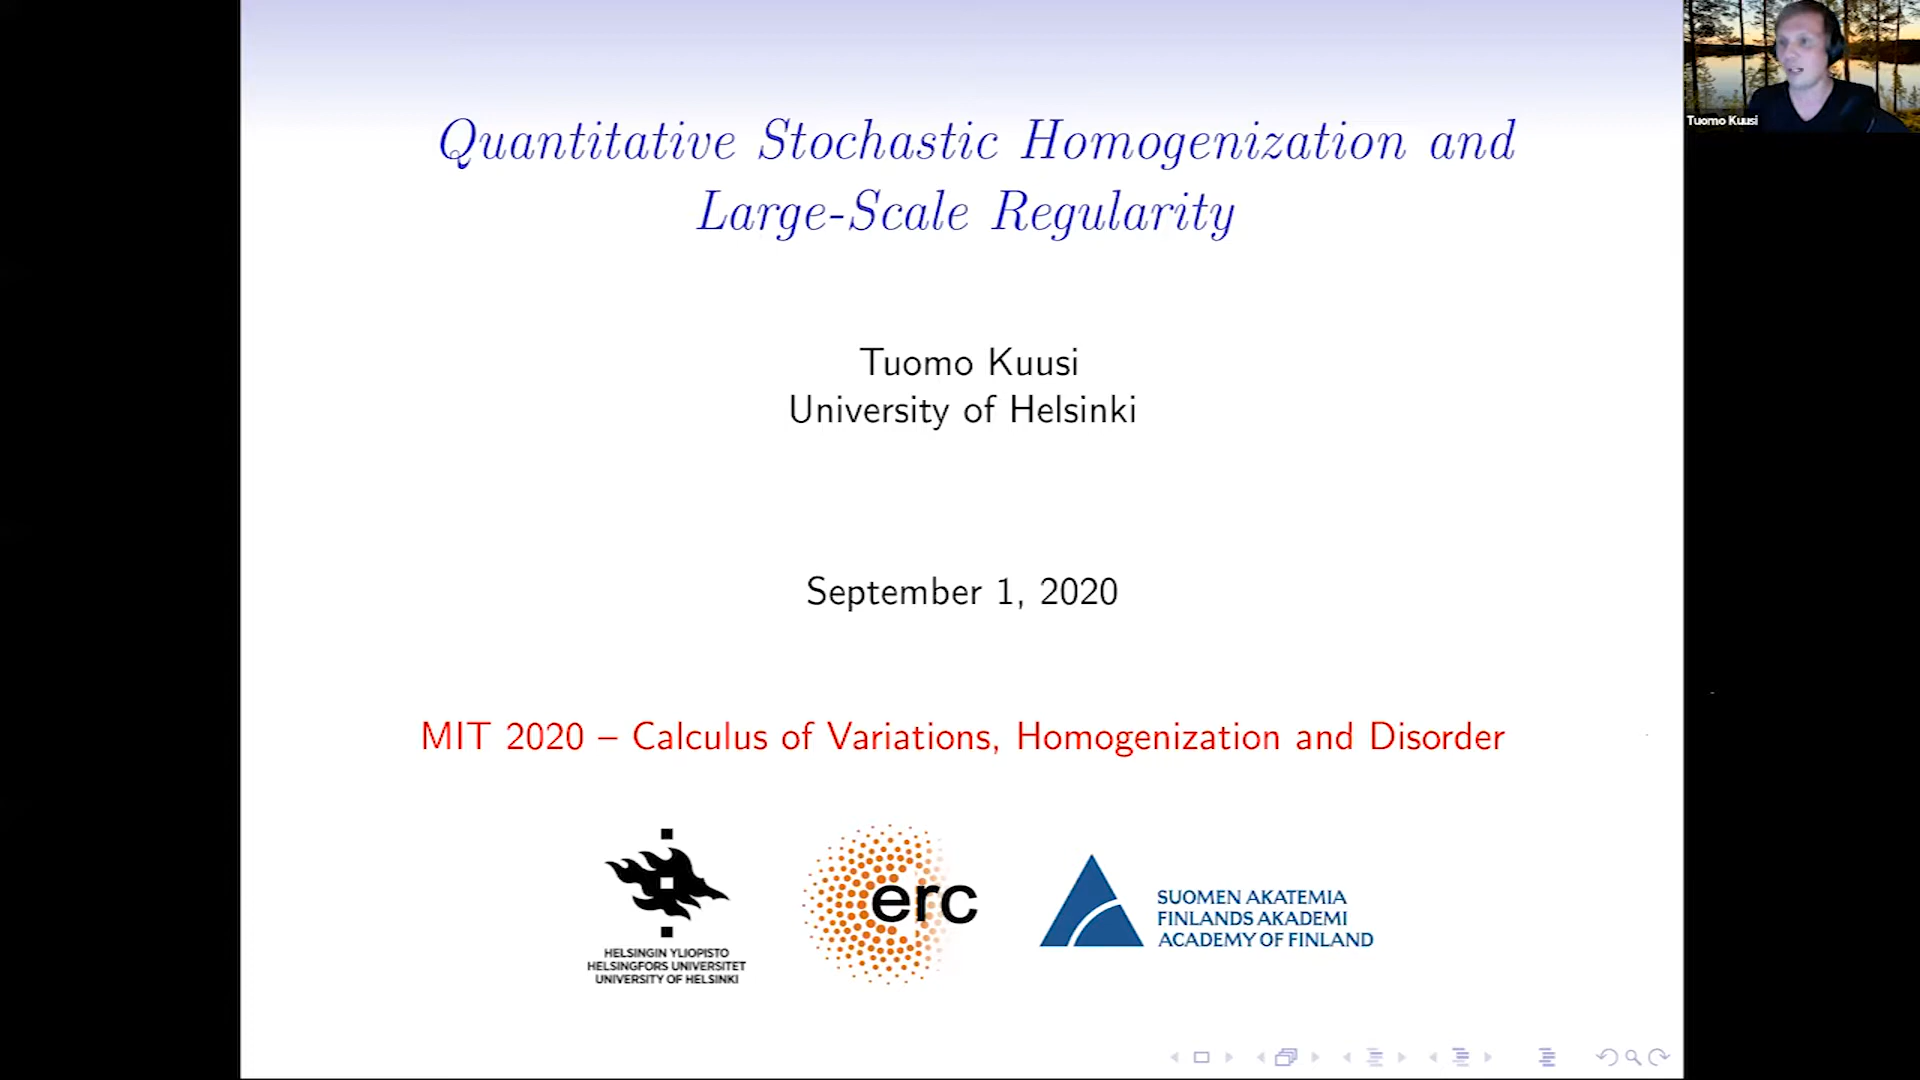 Quantitative Stochastic Homogenization and
Large-Scale Regularity
Tuomo Kuusi
University of Helsinki
September 1, 2020
MIT 2020 – Calculus of Variations, Homogenization and Disorder
HELSINGIN YLIOPISTO
HELSINGFORS UNIVERSITET
UNIVERSITY OF HELSINKI
erc
SUOMEN AKATEMIA
FINLANDS AKADEMI
ACADEMY OF FINLAND
Tuomo Kuusi